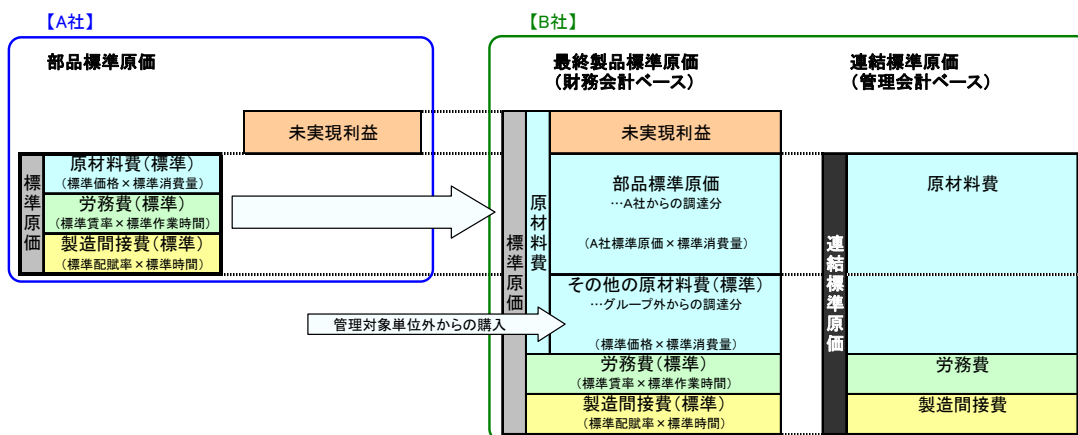 【A社】
部品標準原価
未実現利益
標準原価
原材料費(標準)
(標準価格×標準消費量)
労務費(標準)
(標準賃率×標準作業時間)
製造間接費(標準)
(標準配賦率×標準時間)
【B社】
最終製品標準原価
(財務会計ベース)
標準原価
原材料費
未実現利益
部品標準原価
…A社からの調達分
(A社標準原価×標準消費量)
その他の原材料費(標準)
…グループ外からの調達分
(標準価格×標準消費量)
管理対象単位外からの購入
労務費(標準)
(標準賃率×標準作業時間)
製造間接費(標準)
(標準配賦率×標準時間)
連結標準原価
(管理会計ベース)
連結標準原価
原材料費
労務費
製造間接費